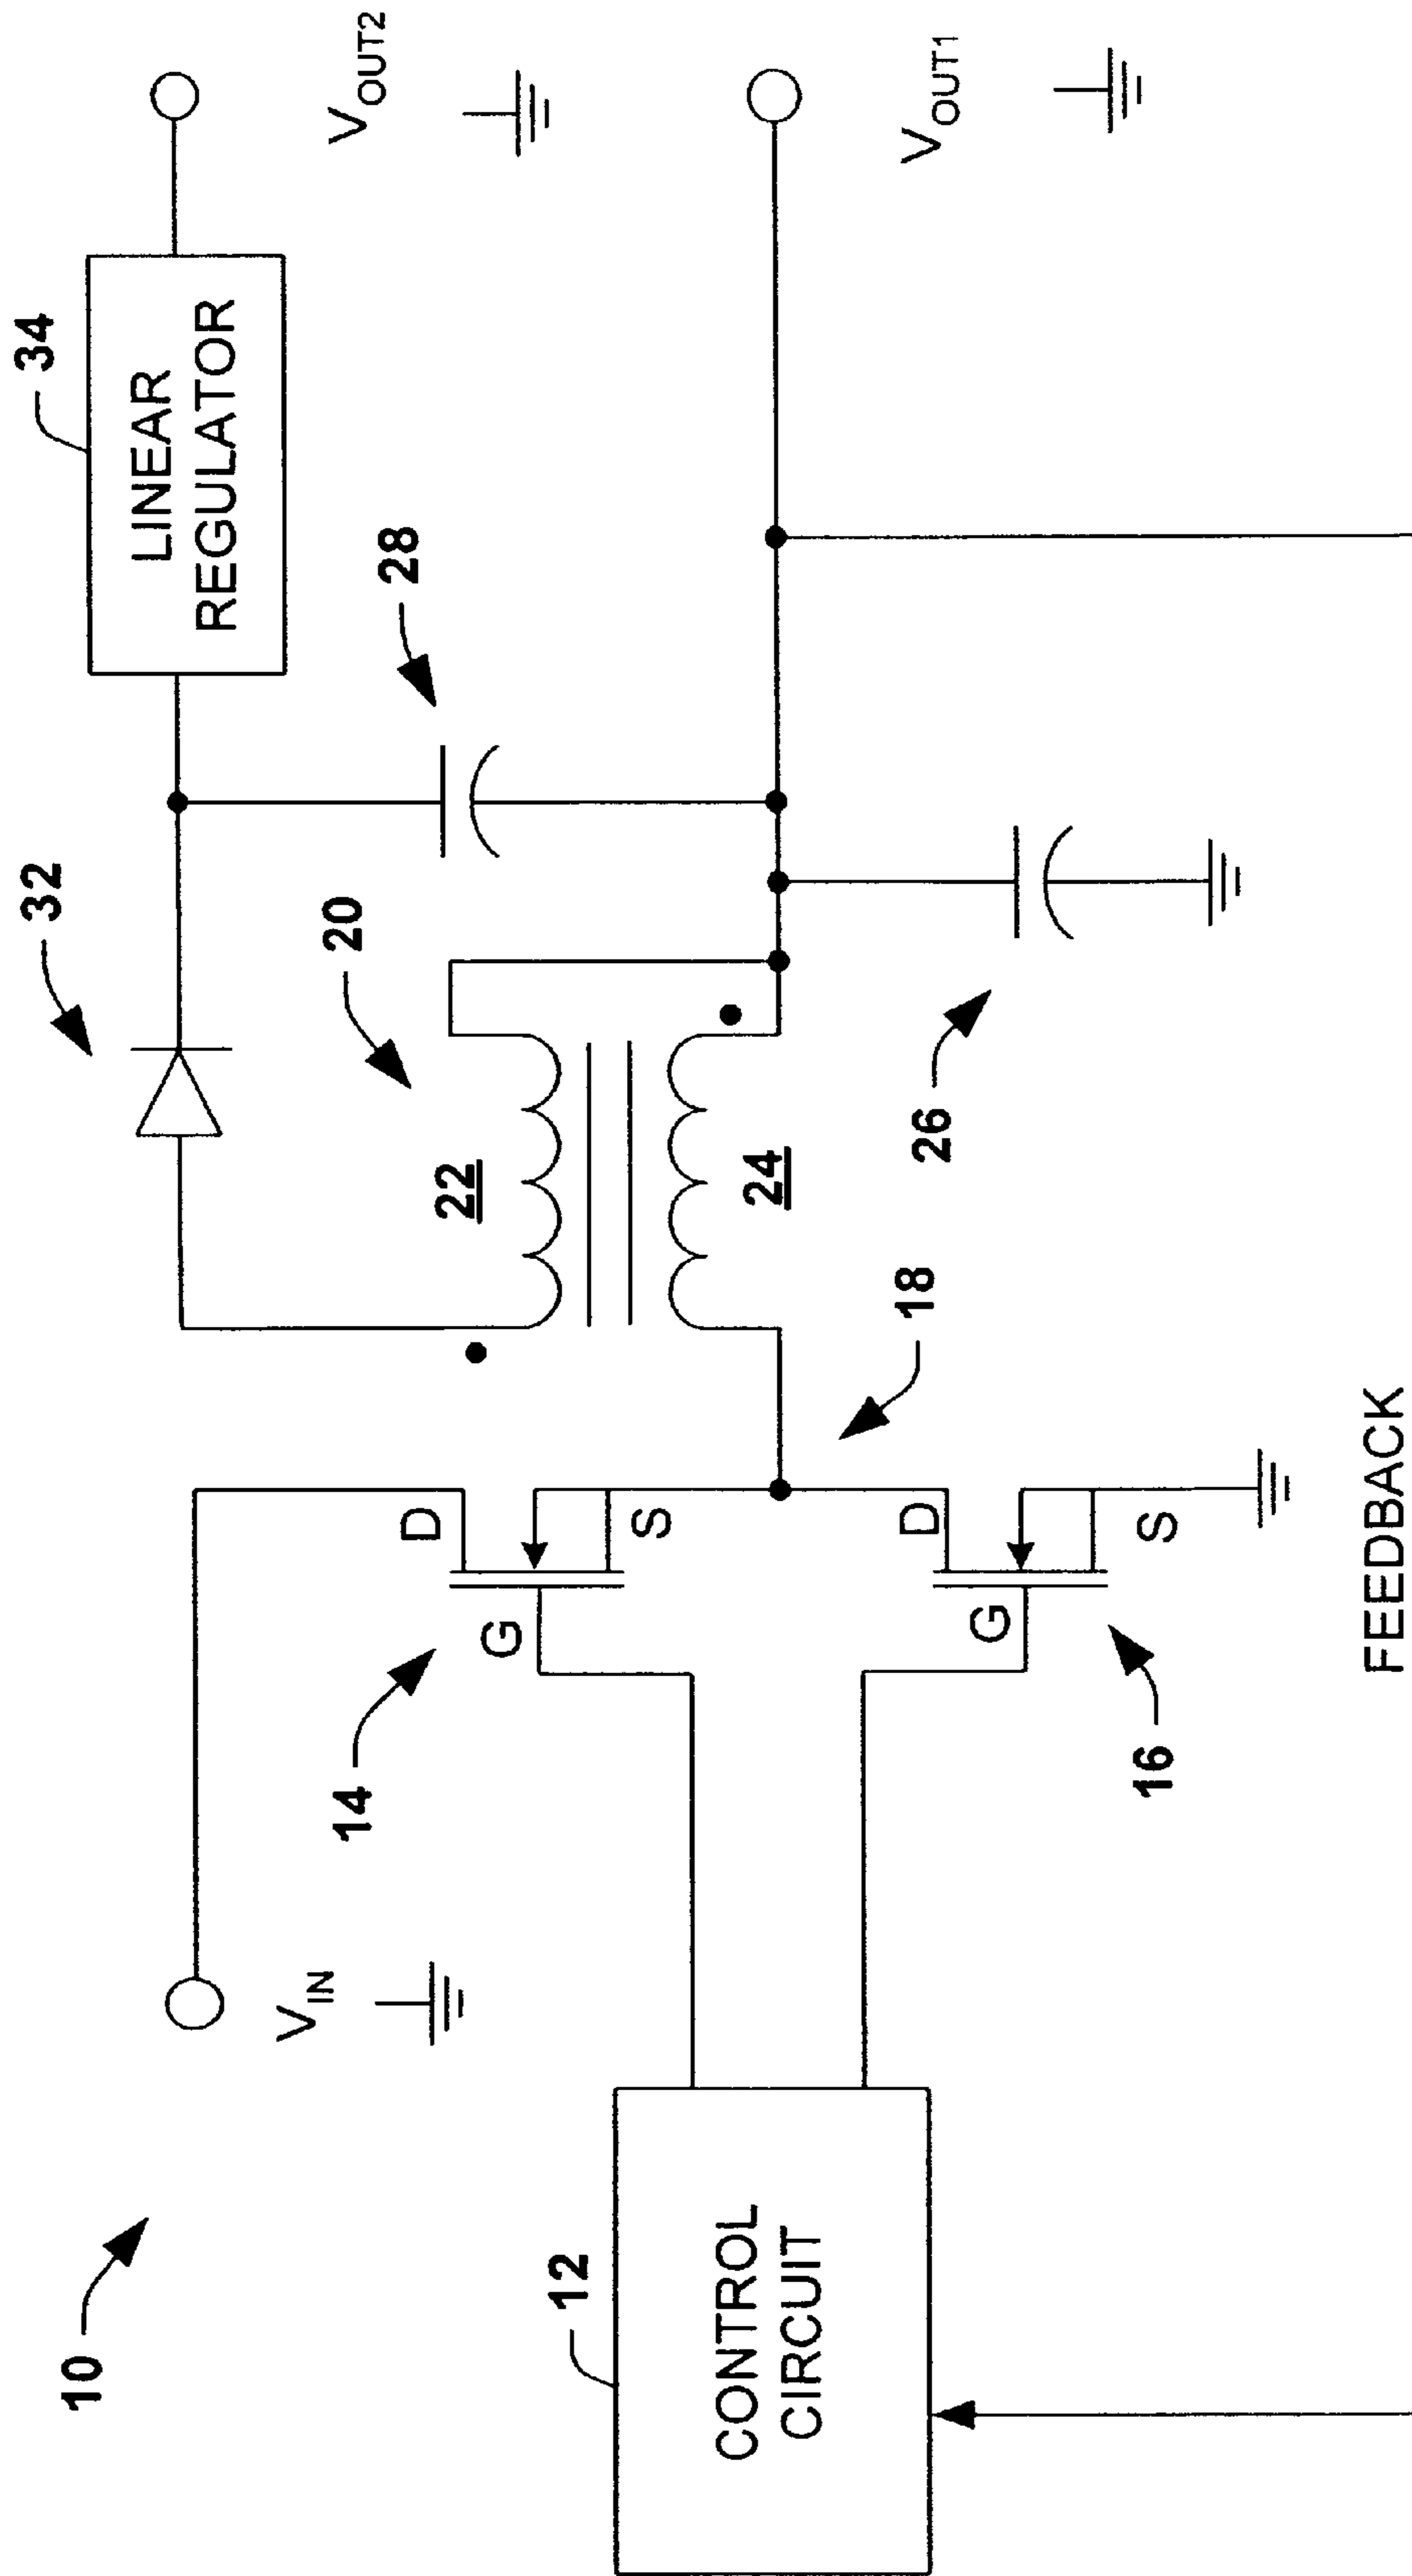 10
V_IN
14
D
G
S
12
CONTROL
CIRCUIT
16
D
G
S
18
FEEDBACK
32
20
22
24
26
28
34
LINEAR
REGULATOR
V_OUT2
V_OUT1